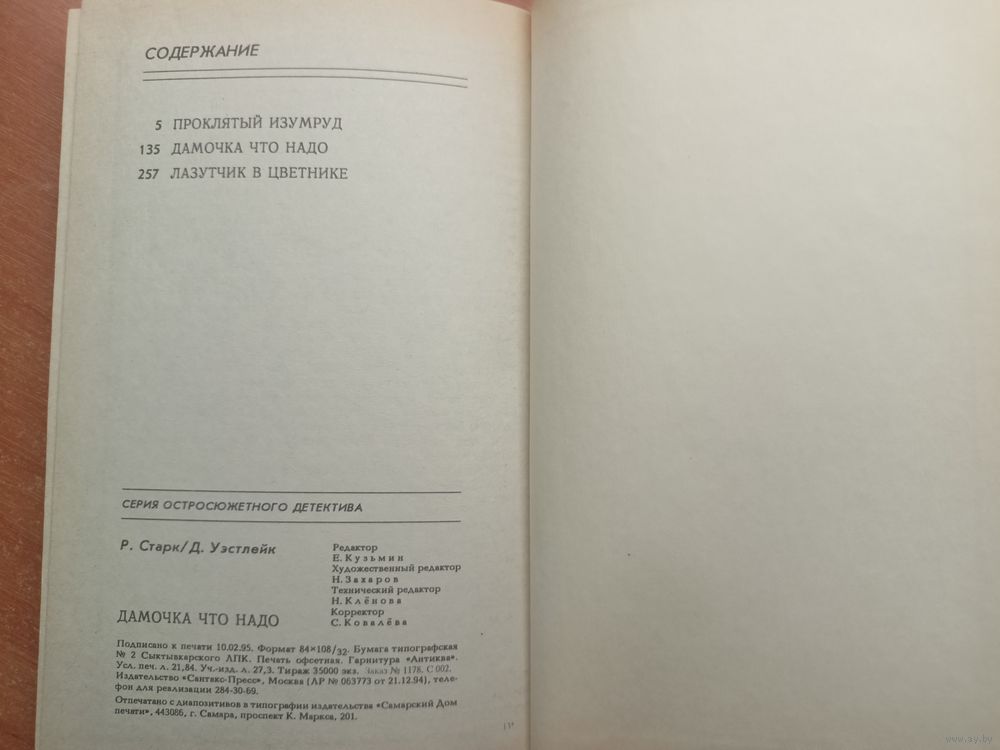 СОДЕРЖАНИЕ
5 ПРОКЛЯТЫЙ ИЗУМРУД
135 ДАМОЧКА ЧТО НАДО
257 ЛАЗУТЧИК В ЦВЕТНИКЕ
СЕРИЯ ОСТРОСЮЖЕТНОГО ДЕТЕКТИВА
Р. Старк/Д. Уэстлейк
ДАМОЧКА ЧТО НАДО
Редактор
Е. Кузьмин
Художественный редактор
Н. Захаров
Технический редактор
Н. Клёнова
Корректор
С. Ковалёва
Подписано к печати 10.02.95. Формат 84×108/32. Бумага типографская
№ 2 Сыктывкарского ЛПК. Печать офсетная. Гарнитура «Антиква».
Усл. печ. л. 21,84. Уч.-изд. л. 27,3. Тираж 35000 экз. Заказ № 1178. С 002.
Издательство «Сантакс-Пресс», Москва (ЛР № 063773 от 21.12.94), теле-
фон для реализации 284-30-69.
Отпечатано с диапозитивов в типографии издательства «Самарский Дом
печати», 443086, г. Самара, проспект К. Маркса, 201.
www.ay.by